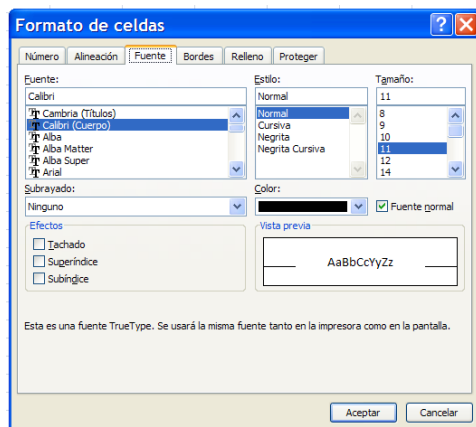 Formato de celdas
Número Alineación Fuente Bordes Relleno Proteger
Fuente: Estilo: Tamaño:
Calibri Normal 11
Cambria (Títulos) Normal 8
Calibri (Cuerpo) Cursiva 9
Alba Negrita 10
Alba Matter Negrita Cursiva 11
Alba Super 12
Arial 14
Subrayado: Color:
Ninguno Fuente normal
Efectos Vista previa
Tachado
Superíndice AaBbCcYyZz
Subíndice
Esta es una fuente TrueType. Se usará la misma fuente tanto en la impresora como en la pantalla.
Aceptar Cancelar